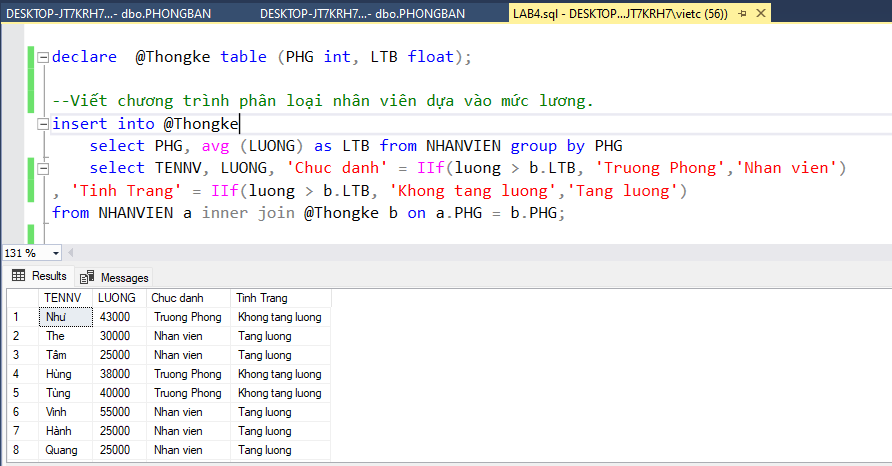 DESKTOP-JT7KRH7...- dbo.PHONGBAN DESKTOP-JT7KRH7...- dbo.PHONGBAN LAB4.sql - DESKTOP...JT7KRH7\vietc (56))
declare @Thongke table (PHG int, LTB float);
--Viết chương trình phân loại nhân viên dựa vào mức lương.
insert into @Thongke
select PHG, avg (LUONG) as LTB from NHANVIEN group by PHG
select TENNV, LUONG, 'Chuc danh' = IIf(luong > b.LTB, 'Truong Phong','Nhan vien')
, 'Tinh Trang' = IIf(luong > b.LTB, 'Khong tang luong','Tang luong')
from NHANVIEN a inner join @Thongke b on a.PHG = b.PHG;
131 %
Results Messages
TENNV LUONG Chuc danh Tinh Trang
1 Như 43000 Truong Phong Khong tang luong
2 The 30000 Nhan vien Tang luong
3 Tâm 25000 Nhan vien Tang luong
4 Hùng 38000 Truong Phong Khong tang luong
5 Tùng 40000 Truong Phong Khong tang luong
6 Vinh 55000 Nhan vien Tang luong
7 Hành 25000 Nhan vien Tang luong
8 Quang 25000 Nhan vien Tang luong